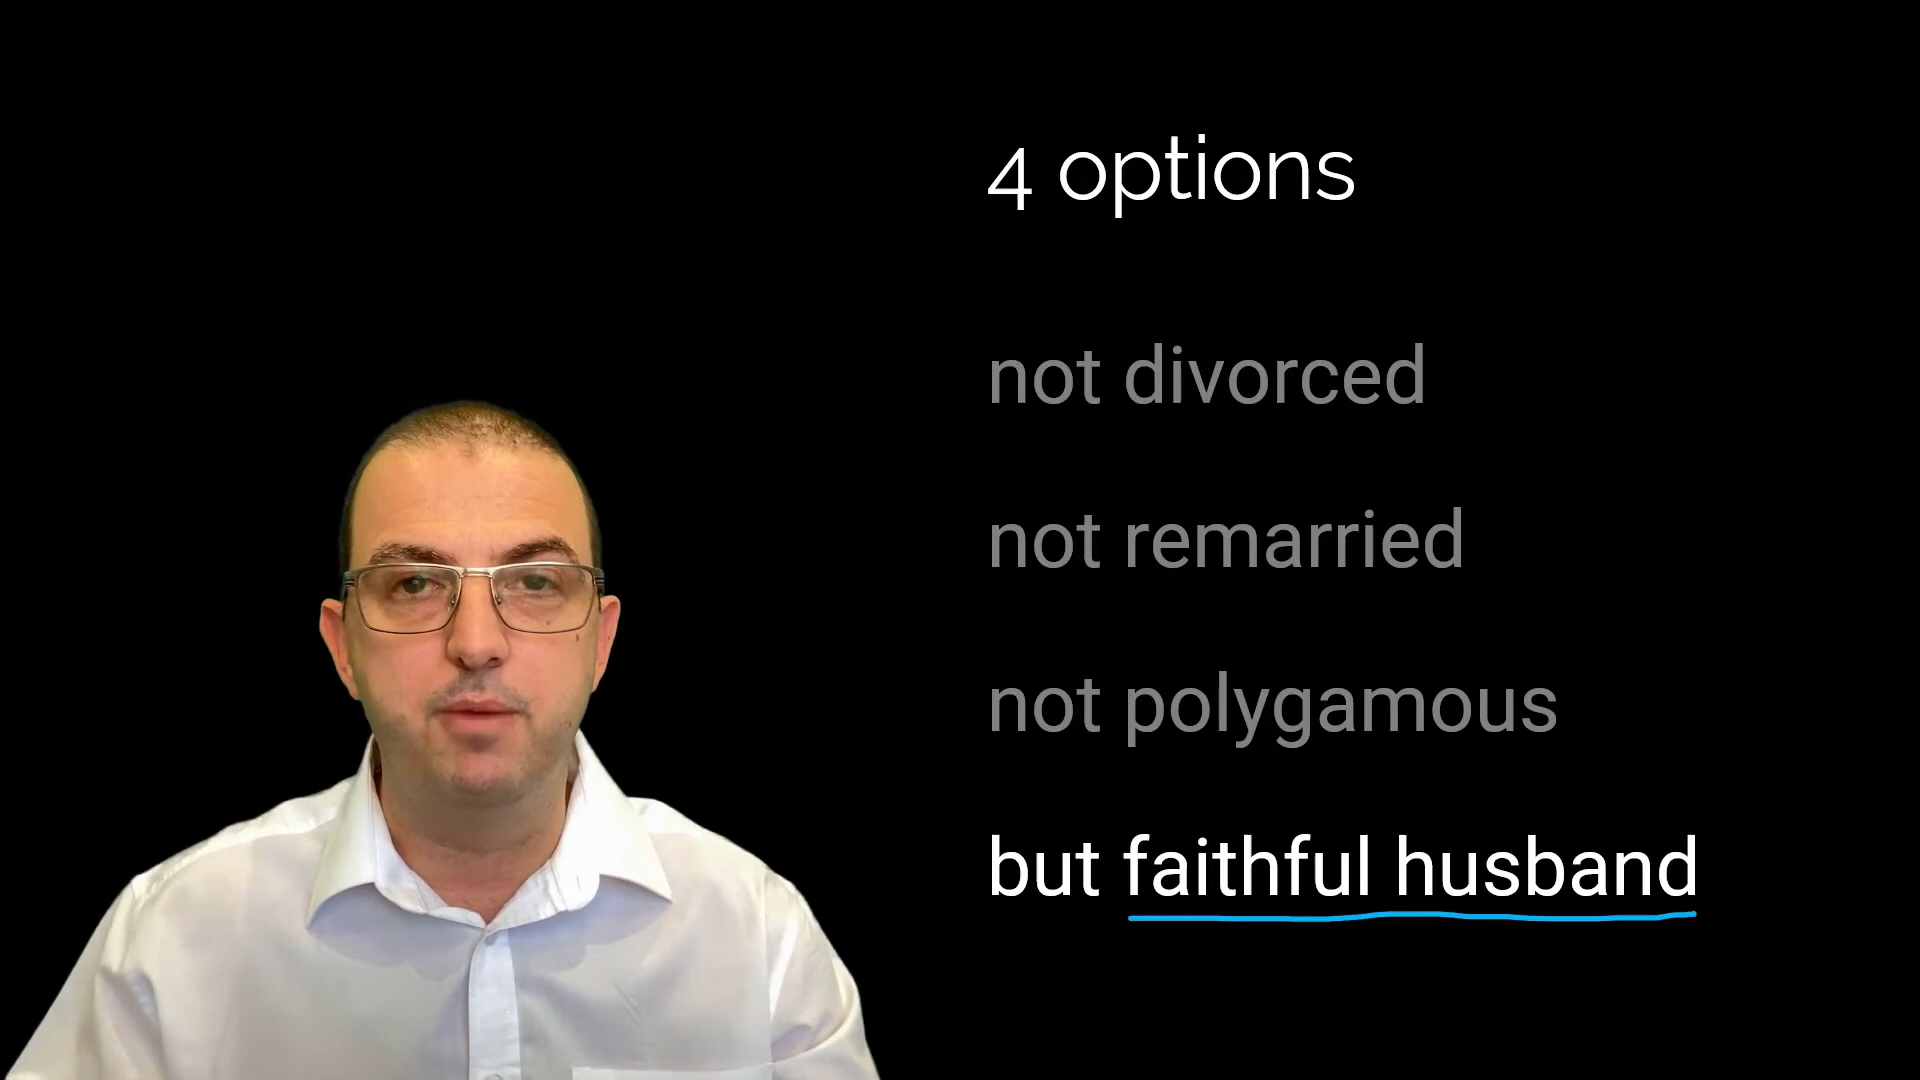 4 options
not divorced
not remarried
not polygamous
but faithful husband